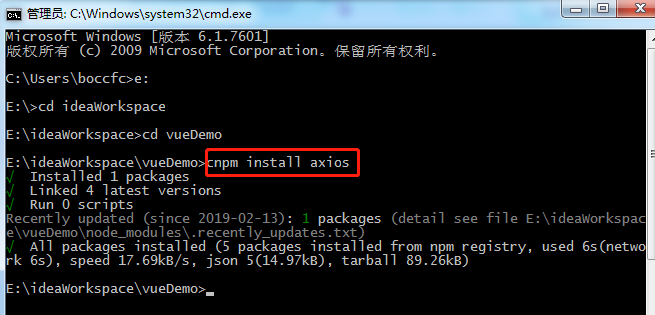 管理员: C:\Windows\system32\cmd.exe
Microsoft Windows [版本 6.1.7601]
版权所有 (c) 2009 Microsoft Corporation。保留所有权利。
C:\Users\boccfc>e:
E:\>cd ideaWorkspace
E:\ideaWorkspace>cd vueDemo
E:\ideaWorkspace\vueDemo>cnpm install axios
√ Installed 1 packages
√ Linked 4 latest versions
√ Run 0 scripts
Recently updated (since 2019-02-13): 1 packages (detail see file E:\ideaWorkspac
e\vueDemo\node_modules\.recently_updates.txt)
√ All packages installed (5 packages installed from npm registry, used 6s(netwo
rk 6s), speed 17.69kB/s, json 5(14.97kB), tarball 89.26kB)
E:\ideaWorkspace\vueDemo>